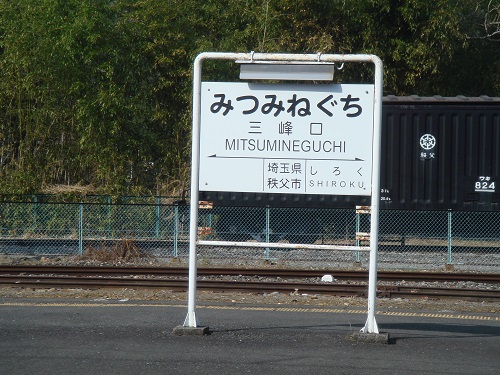 みつみねぐち
三峰口
MITSUMINEGUCHI
埼玉県
秩父市
しろく
SHIROKU
秩父
ワキ
824